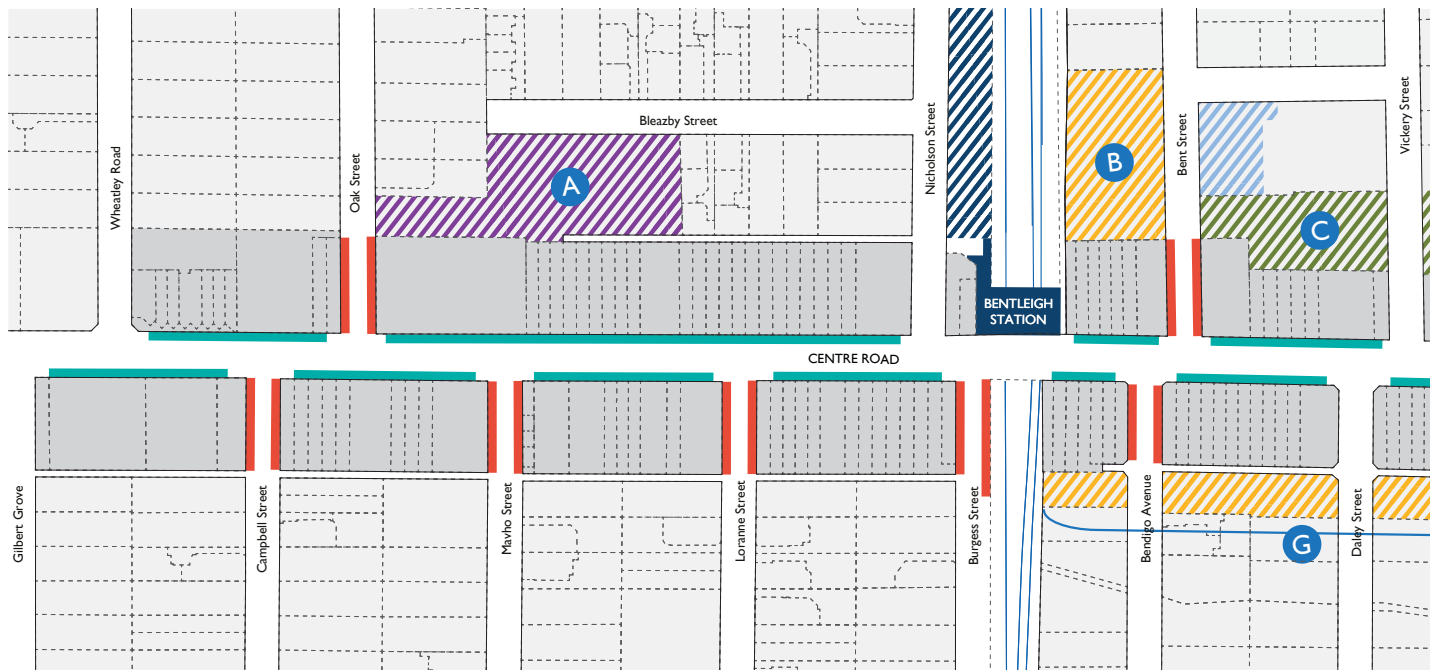 Bleazby Street
Wheatley Road
Oak Street
A
Nicholson Street
B
Bent Street
Vickery Street
C
BENTLEIGH
STATION
CENTRE ROAD
Gilbert Grove
Campbell Street
Mavho Street
Loranne Street
Burgess Street
Bendigo Avenue
Daley Street
G